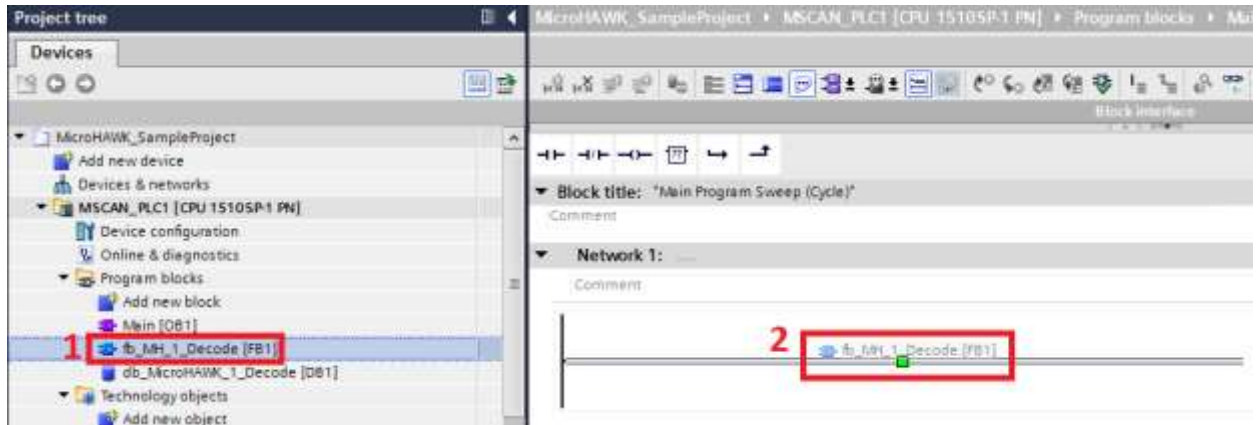 Project tree
MicroHAWK_SampleProject ▸ MSCAN_PLC1 [CPU 1510SP-1 PN] ▸ Program blocks ▸
Devices
Block interface
MicroHAWK_SampleProject
Add new device
Devices & networks
MSCAN_PLC1 [CPU 1510SP-1 PN]
Device configuration
Online & diagnostics
Program blocks
Add new block
Main [OB1]
1
fb_MH_1_Decode [FB1]
db_MicroHAWK_1_Decode [DB1]
Technology objects
Add new object
Block title: "Main Program Sweep (Cycle)"
Comment
Network 1: .....
Comment
2
fb_MH_1_Decode [FB1]